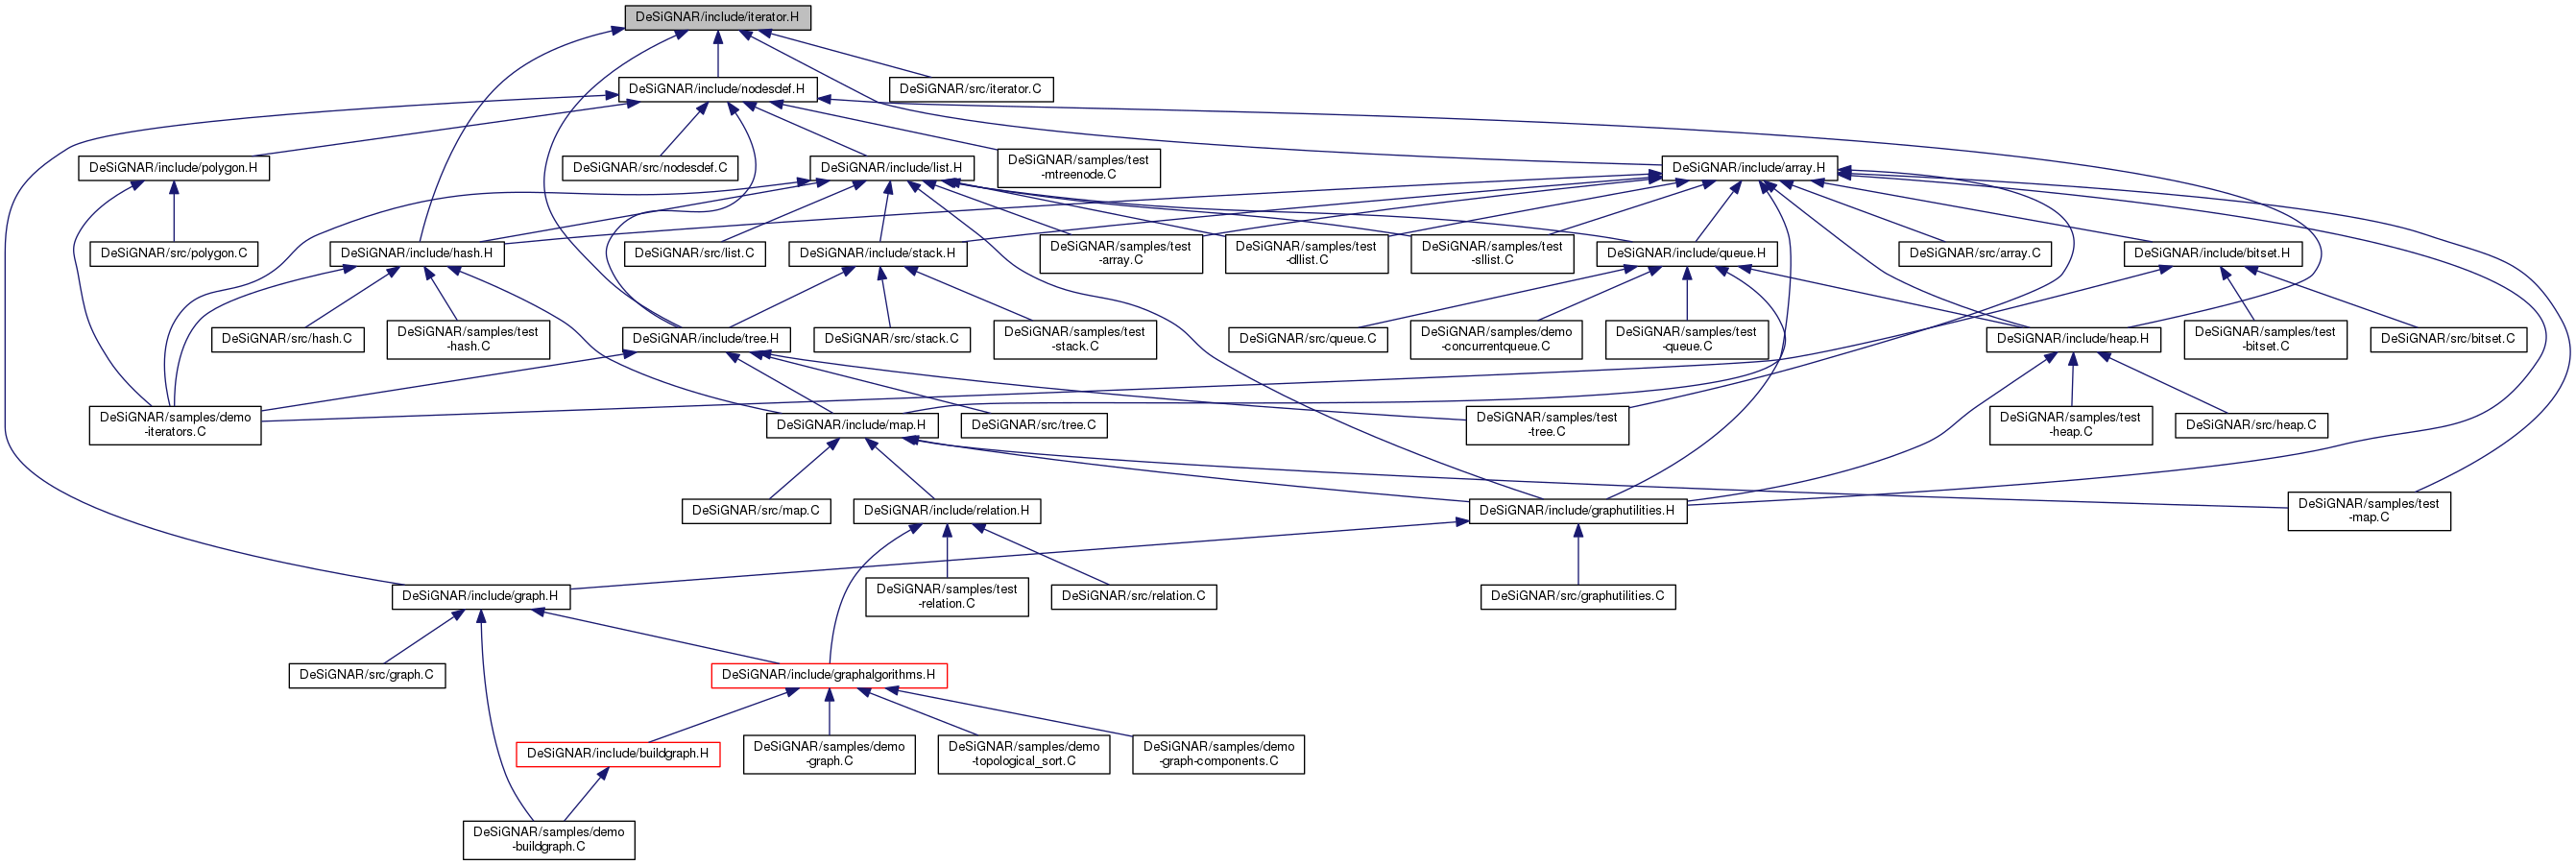 DeSiGNAR/include/iterator.H
DeSiGNAR/include/nodesdef.H
DeSiGNAR/src/iterator.C
DeSiGNAR/include/polygon.H
DeSiGNAR/src/nodesdef.C
DeSiGNAR/include/list.H
DeSiGNAR/samples/test
-mtreenode.C
DeSiGNAR/include/array.H
DeSiGNAR/src/polygon.C
DeSiGNAR/include/hash.H
DeSiGNAR/src/list.C
DeSiGNAR/include/stack.H
DeSiGNAR/samples/test
-array.C
DeSiGNAR/samples/test
-dllist.C
DeSiGNAR/samples/test
-sllist.C
DeSiGNAR/include/queue.H
DeSiGNAR/src/array.C
DeSiGNAR/include/bitset.H
DeSiGNAR/src/hash.C
DeSiGNAR/samples/test
-hash.C
DeSiGNAR/include/tree.H
DeSiGNAR/src/stack.C
DeSiGNAR/samples/test
-stack.C
DeSiGNAR/src/queue.C
DeSiGNAR/samples/demo
-concurrentqueue.C
DeSiGNAR/samples/test
-queue.C
DeSiGNAR/include/heap.H
DeSiGNAR/samples/test
-bitset.C
DeSiGNAR/src/bitset.C
DeSiGNAR/samples/demo
-iterators.C
DeSiGNAR/include/map.H
DeSiGNAR/src/tree.C
DeSiGNAR/samples/test
-tree.C
DeSiGNAR/samples/test
-heap.C
DeSiGNAR/src/heap.C
DeSiGNAR/src/map.C
DeSiGNAR/include/relation.H
DeSiGNAR/include/graphutilities.H
DeSiGNAR/samples/test
-map.C
DeSiGNAR/include/graph.H
DeSiGNAR/samples/test
-relation.C
DeSiGNAR/src/relation.C
DeSiGNAR/src/graphutilities.C
DeSiGNAR/src/graph.C
DeSiGNAR/include/graphalgorithms.H
DeSiGNAR/include/buildgraph.H
DeSiGNAR/samples/demo
-graph.C
DeSiGNAR/samples/demo
-topological_sort.C
DeSiGNAR/samples/demo
-graph-components.C
DeSiGNAR/samples/demo
-buildgraph.C